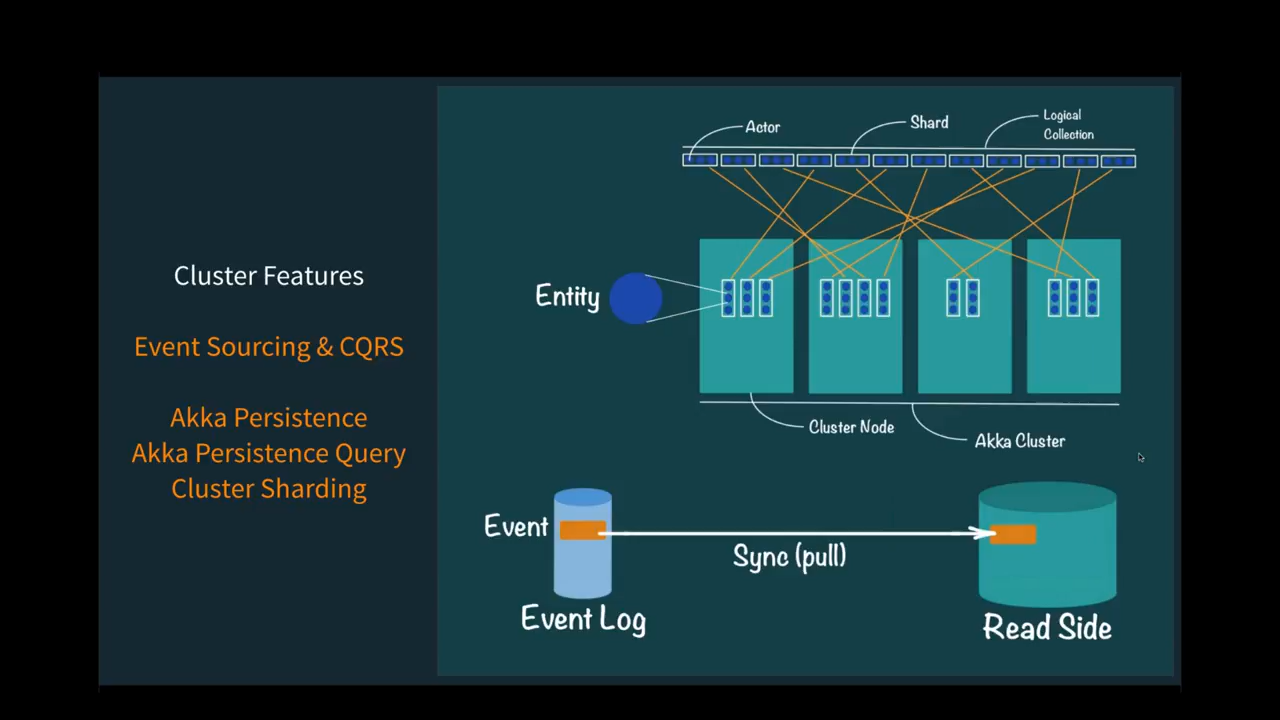 Cluster Features
Event Sourcing & CQRS
Akka Persistence
Akka Persistence Query
Cluster Sharding
Actor
Shard
Logical
Collection
Entity
Cluster Node
Akka Cluster
Event
Sync (pull)
Event Log
Read Side